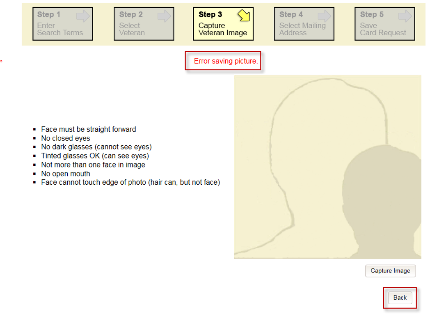 Step 1
Enter
Search Terms
Step 2
Select
Veteran
Step 3
Capture
Veteran Image
Step 4
Select Mailing
Address
Step 5
Save
Card Request
Error saving picture.
Face must be straight forward
No closed eyes
No dark glasses (cannot see eyes)
Tinted glasses OK (can see eyes)
Not more than one face in image
No open mouth
Face cannot touch edge of photo (hair can, but not face)
Capture Image
Back